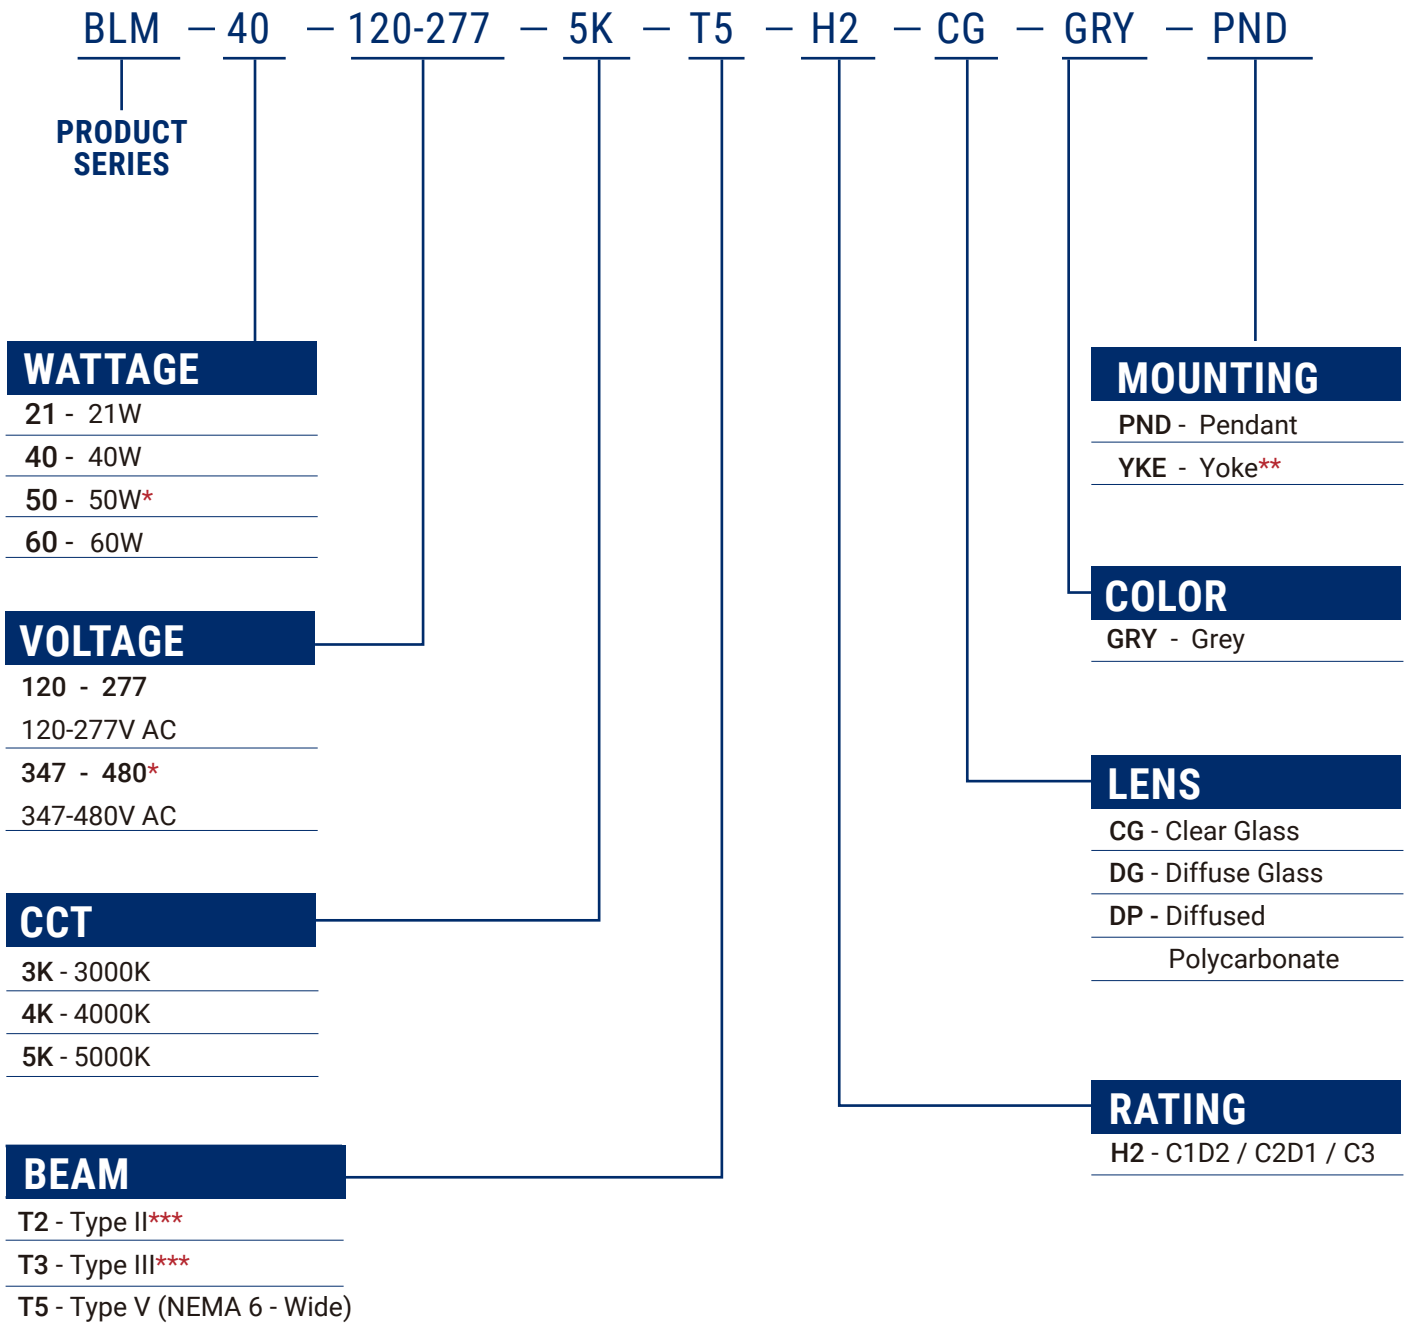 BLM — 40 — 120-277 — 5K — T5 — H2 — CG — GRY — PND
PRODUCT
SERIES
WATTAGE
21 - 21W
40 - 40W
50 - 50W*
60 - 60W
VOLTAGE
120 - 277
120-277V AC
347 - 480*
347-480V AC
CCT
3K - 3000K
4K - 4000K
5K - 5000K
BEAM
T2 - Type II***
T3 - Type III***
T5 - Type V (NEMA 6 - Wide)
MOUNTING
PND - Pendant
YKE - Yoke**
COLOR
GRY - Grey
LENS
CG - Clear Glass
DG - Diffuse Glass
DP - Diffused
Polycarbonate
RATING
H2 - C1D2 / C2D1 / C3